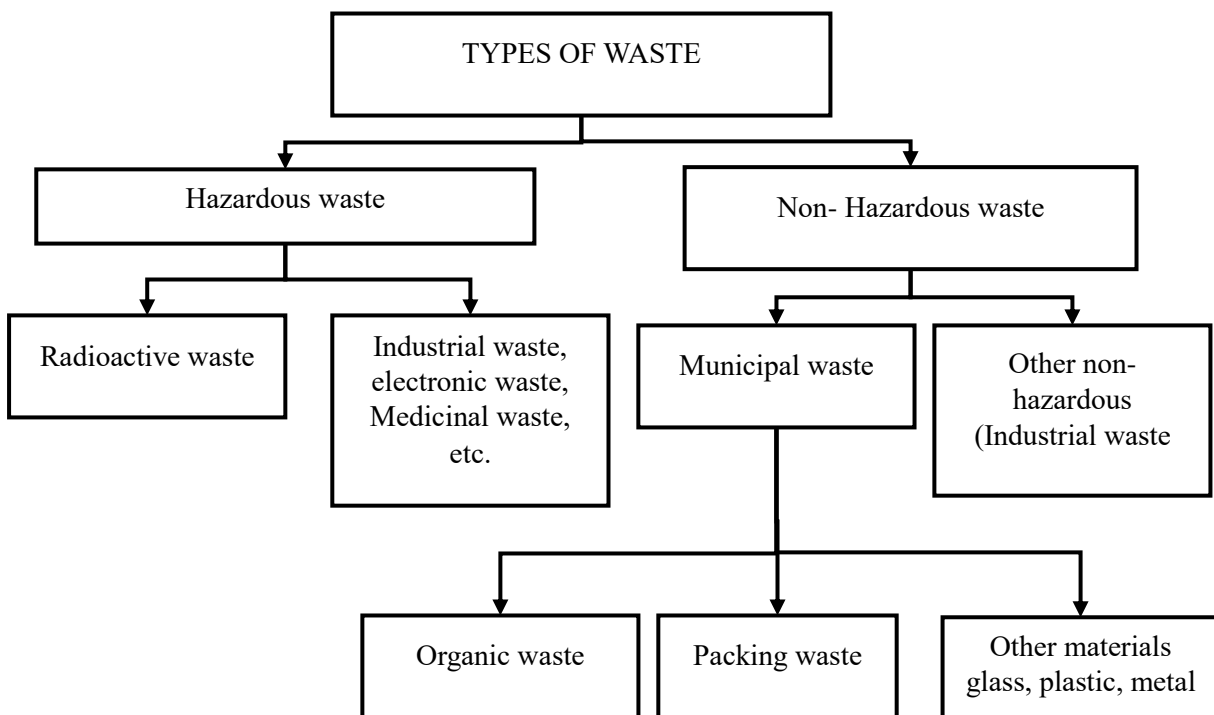 TYPES OF WASTE
Hazardous waste
Non- Hazardous waste
Radioactive waste
Industrial waste,
electronic waste,
Medicinal waste,
etc.
Municipal waste
Other non-
hazardous
(Industrial waste
Organic waste
Packing waste
Other materials
glass, plastic, metal